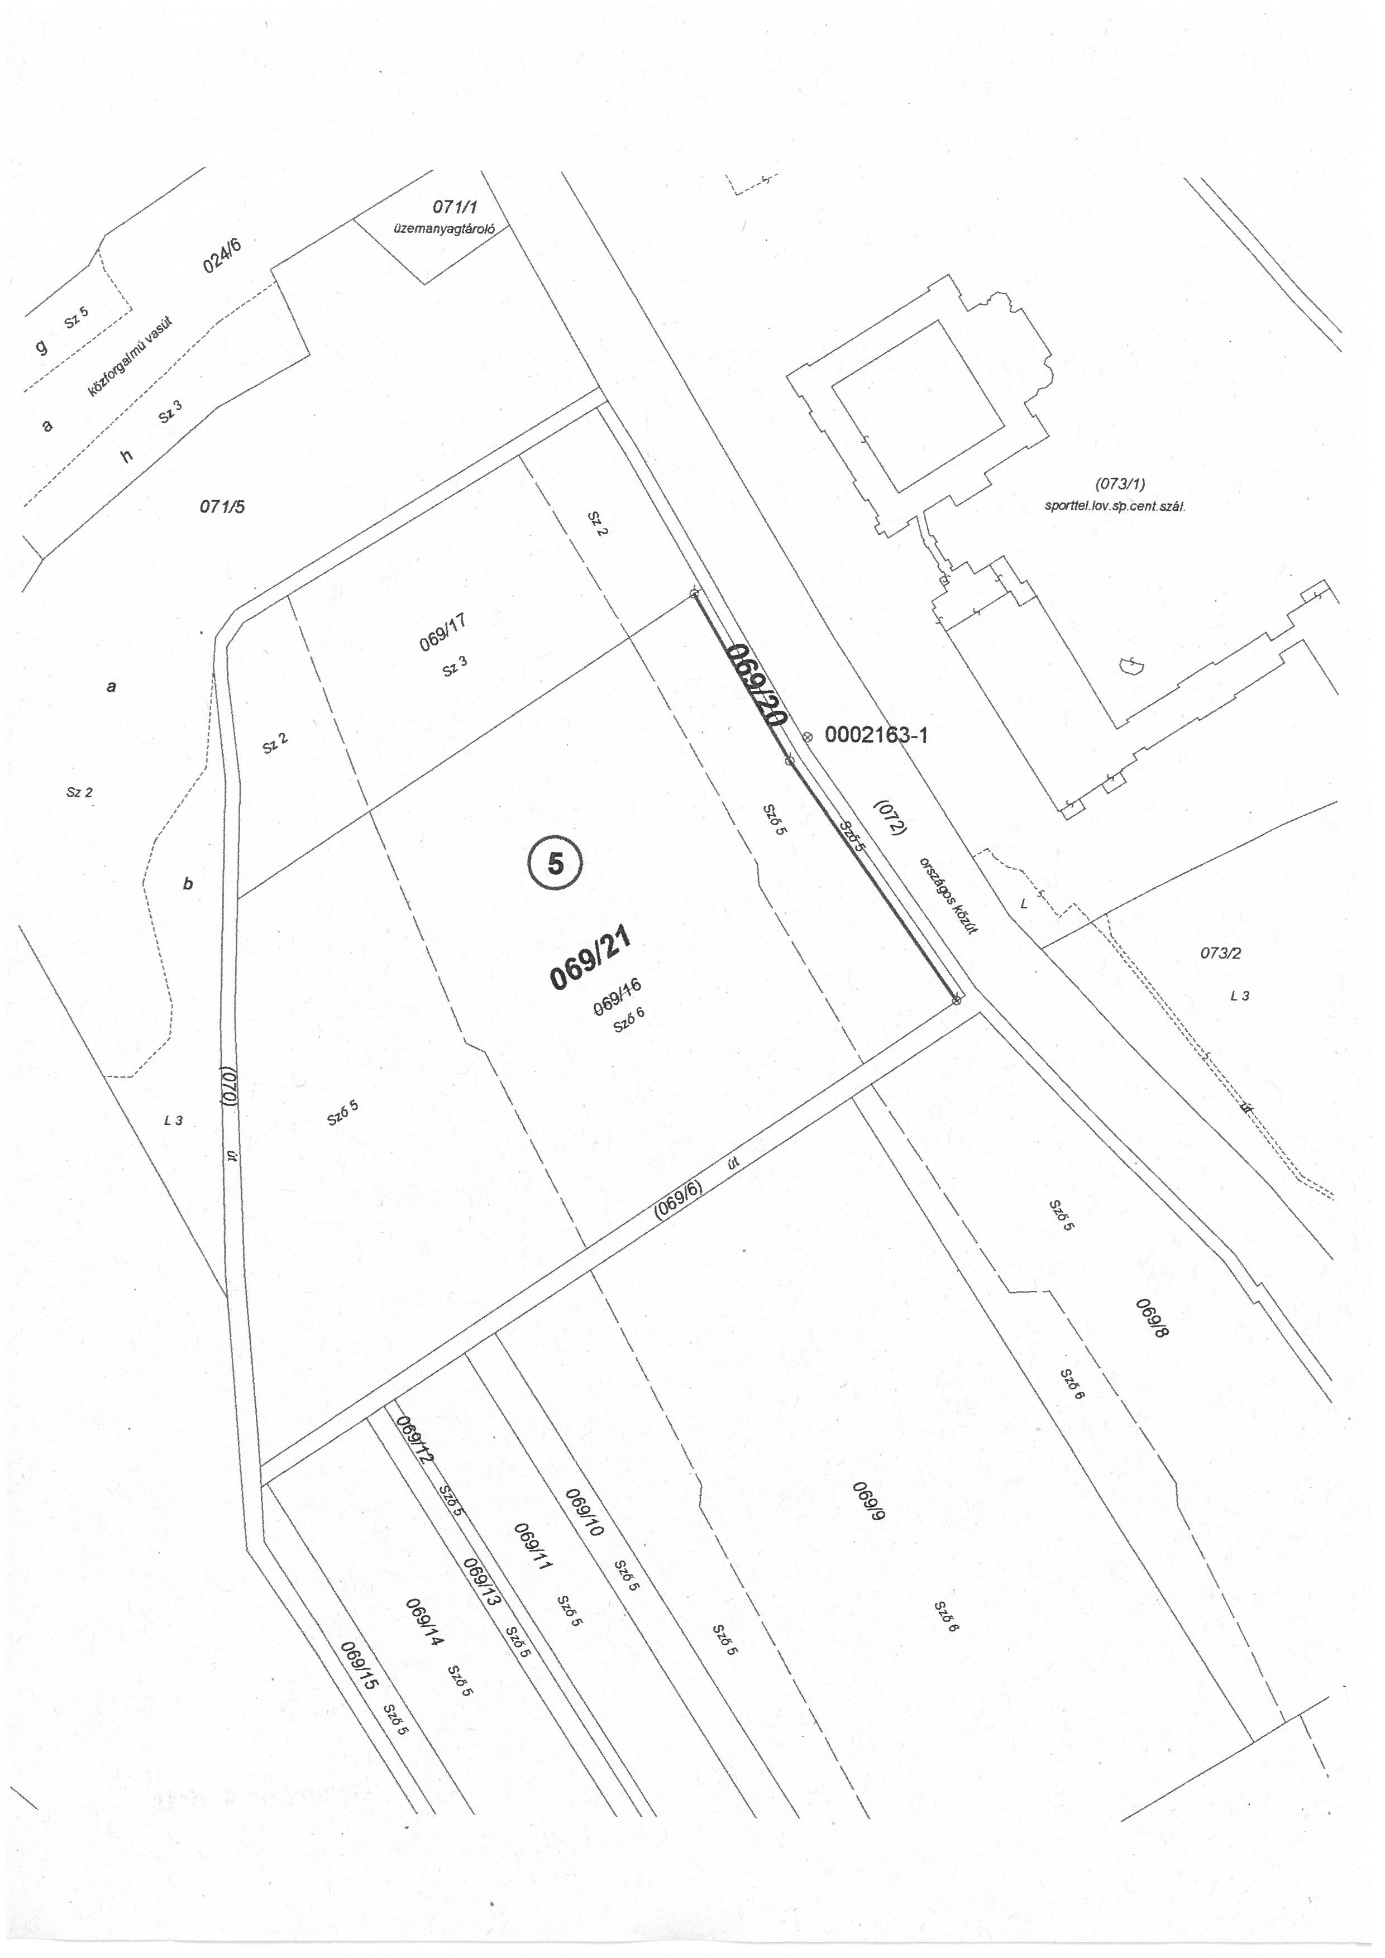 071/1
üzemanyagtároló
024/6
Sz 5
g
közforgalmú vasút
a
Sz 3
h
071/5
(073/1)
sporttel.lov.sp.cent.szál.
Sz 2
069/17
Sz 3
069/20
a
Sz 2
0002163-1
Sz 2
Sző 5
Sző 5
(072)
országos közút
5
b
L
069/21
069/16
Sző 6
073/2
L 3
(070)
út
L 3
Sző 5
út
út
(069/6)
Sző 5
069/8
Sző 6
069/12
Sző 5
069/10
Sző 5
069/9
069/11
Sző 5
069/13
Sző 5
069/14
Sző 5
069/15
Sző 5
Sző 5
Sző 6